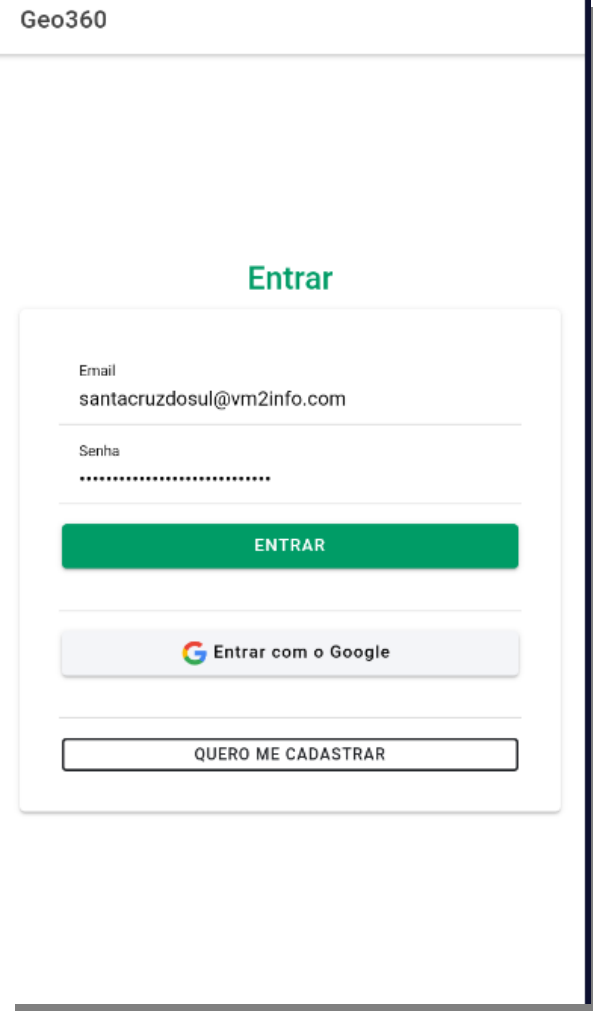 Geo360
Entrar
Email
santacruzdosul@vm2info.com
Senha
•••••••••••••••••••••••••••••
ENTRAR
Entrar com o Google
QUERO ME CADASTRAR